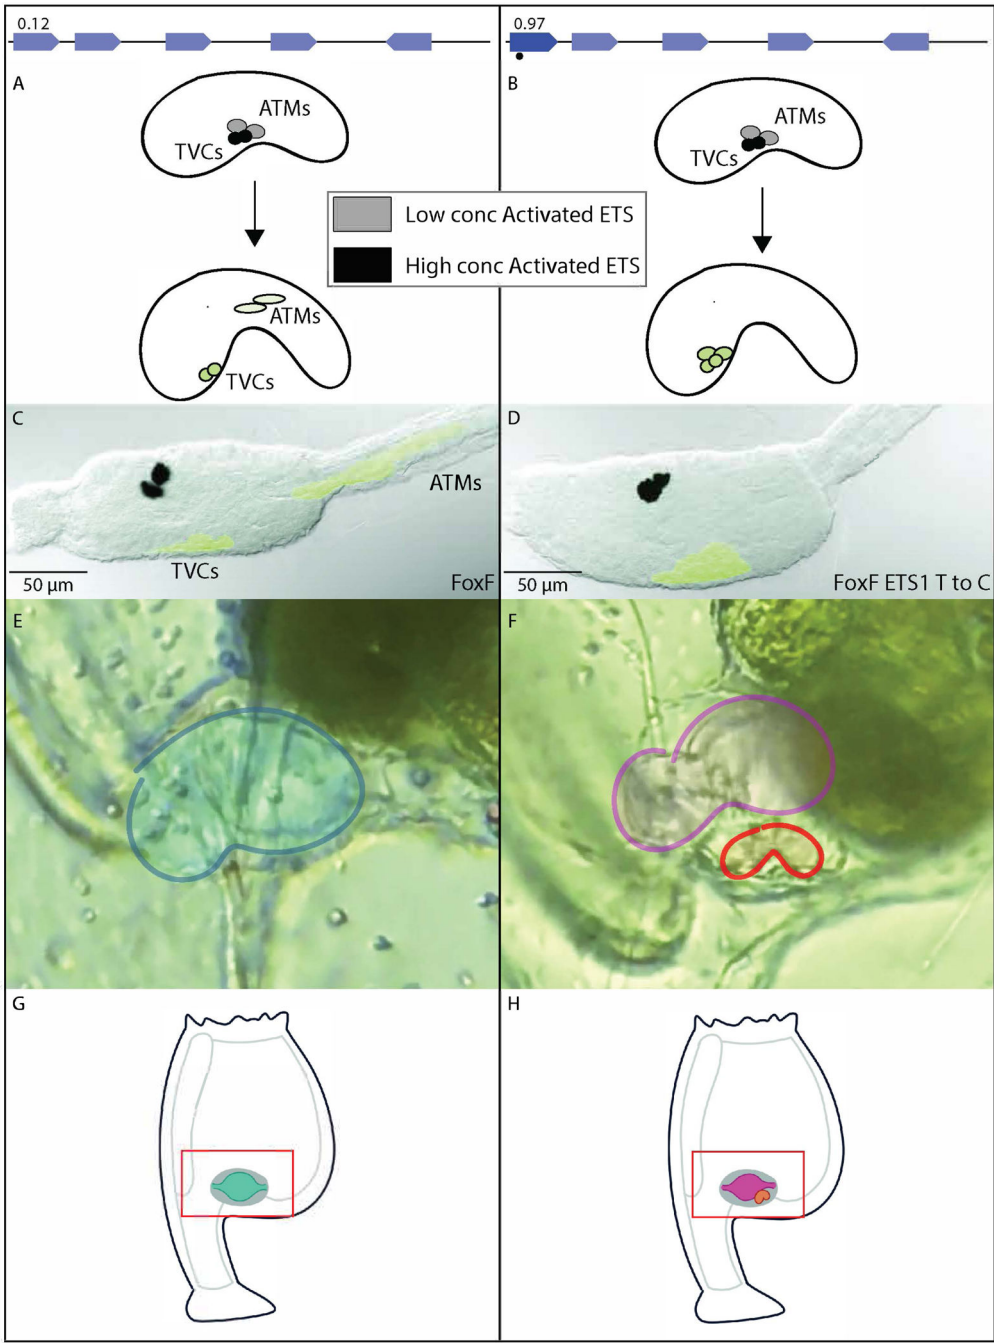 0.12
0.97
A
ATMs
TVCs
B
ATMs
TVCs
Low conc Activated ETS
High conc Activated ETS
ATMs
TVCs
C
ATMs
TVCs
50 µm
FoxF
D
50 µm
FoxF ETS1 T to C
E
F
G
H